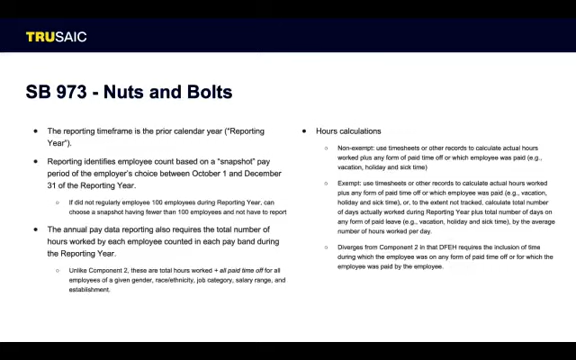 TRUSAIC
SB 973 - Nuts and Bolts
● The reporting timeframe is the prior calendar year ("Reporting
Year").
● Reporting identifies employee count based on a "snapshot" pay
period of the employer's choice between October 1 and December
31 of the Reporting Year.
○ If did not regularly employee 100 employees during Reporting Year, can
choose a snapshot having fewer than 100 employees and not have to report
● The annual pay data reporting also requires the total number of
hours worked by each employee counted in each pay band during
the Reporting Year.
○ Unlike Component 2, these are total hours worked + all paid time off for all
employees of a given gender, race/ethnicity, job category, salary range, and
establishment.
● Hours calculations
○ Non-exempt: use timesheets or other records to calculate actual hours
worked plus any form of paid time off or which employee was paid (e.g.,
vacation, holiday and sick time)
○ Exempt: use timesheets or other records to calculate actual hours worked
plus any form of paid time off or which employee was paid (e.g., vacation,
holiday and sick time), or, to the extent not tracked, calculate total number
of days actually worked during Reporting Year plus total number of days on
any form of paid leave (e.g., vacation, holiday and sick time), by the average
number of hours worked per day.
○ Diverges from Component 2 in that DFEH requires the inclusion of time
during which the employee was on any form of paid time off or for which the
employee was paid by the employer.